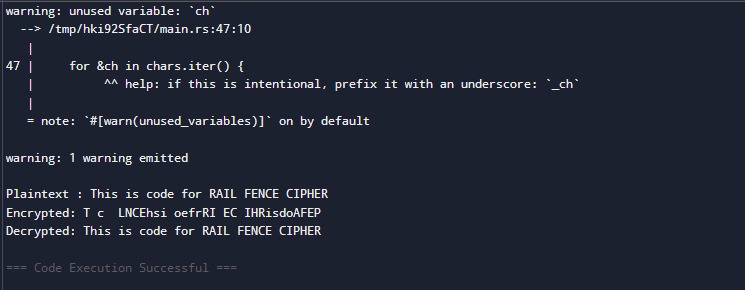 warning: unused variable: `ch`
  --> /tmp/hki92SfaCT/main.rs:47:10
   |
47 |     for &ch in chars.iter() {
   |          ^^ help: if this is intentional, prefix it with an underscore: `_ch`
   |
   = note: `#[warn(unused_variables)]` on by default

warning: 1 warning emitted

Plaintext : This is code for RAIL FENCE CIPHER
Encrypted: T c  LNCEhsi oefrRI EC IHRisdoAFEP
Decrypted: This is code for RAIL FENCE CIPHER

=== Code Execution Successful ===